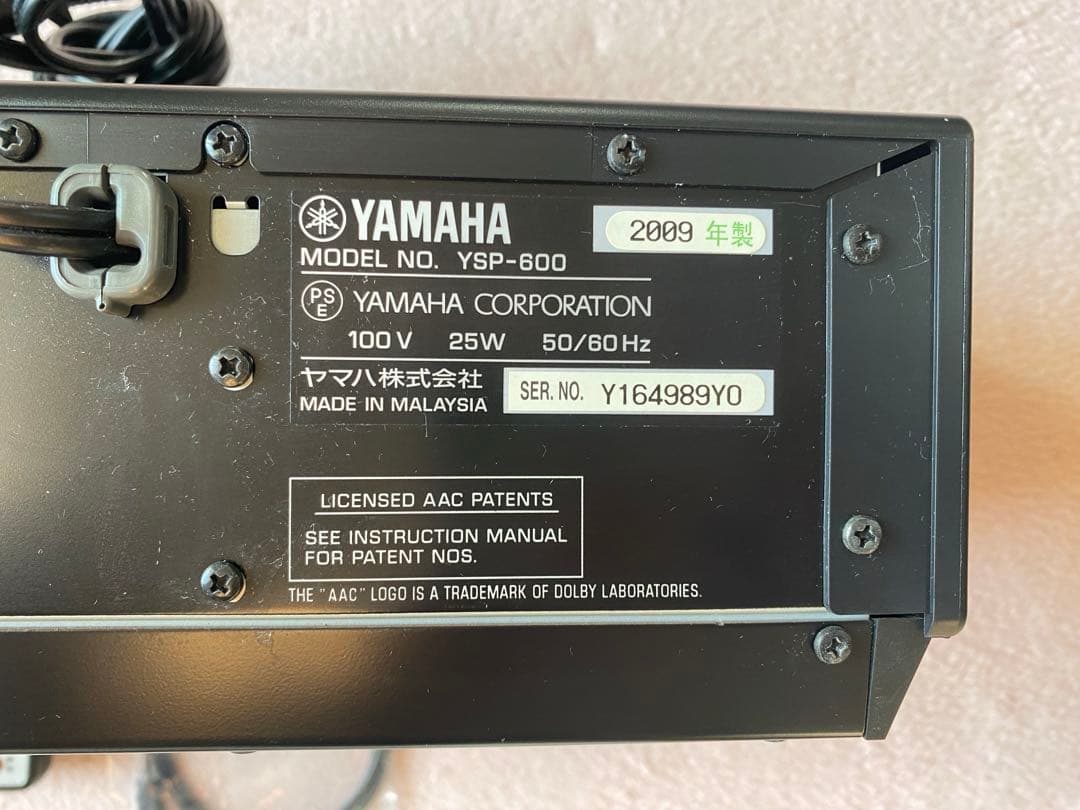 YAMAHA
2009 年製
MODEL NO. YSP-600
PSE YAMAHA CORPORATION
100 V 25W 50/60 Hz
ヤマハ株式会社
MADE IN MALAYSIA
SER. NO. Y164989Y0
LICENSED AAC PATENTS
SEE INSTRUCTION MANUAL
FOR PATENT NOS.
THE "AAC" LOGO IS A TRADEMARK OF DOLBY LABORATORIES.